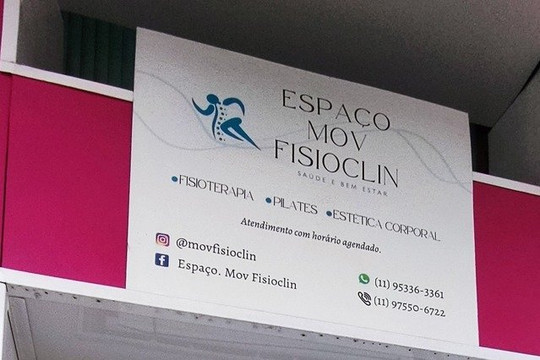 ESPAÇO
MOV
FISIOCLIN
SAÚDE E BEM ESTAR
•FISIOTERAPIA •PILATES •ESTÉTICA CORPORAL
Atendimento com horário agendado.
@movfisioclin
Espaço. Mov Fisioclin
(11) 95336-3361
(11) 97550-6722